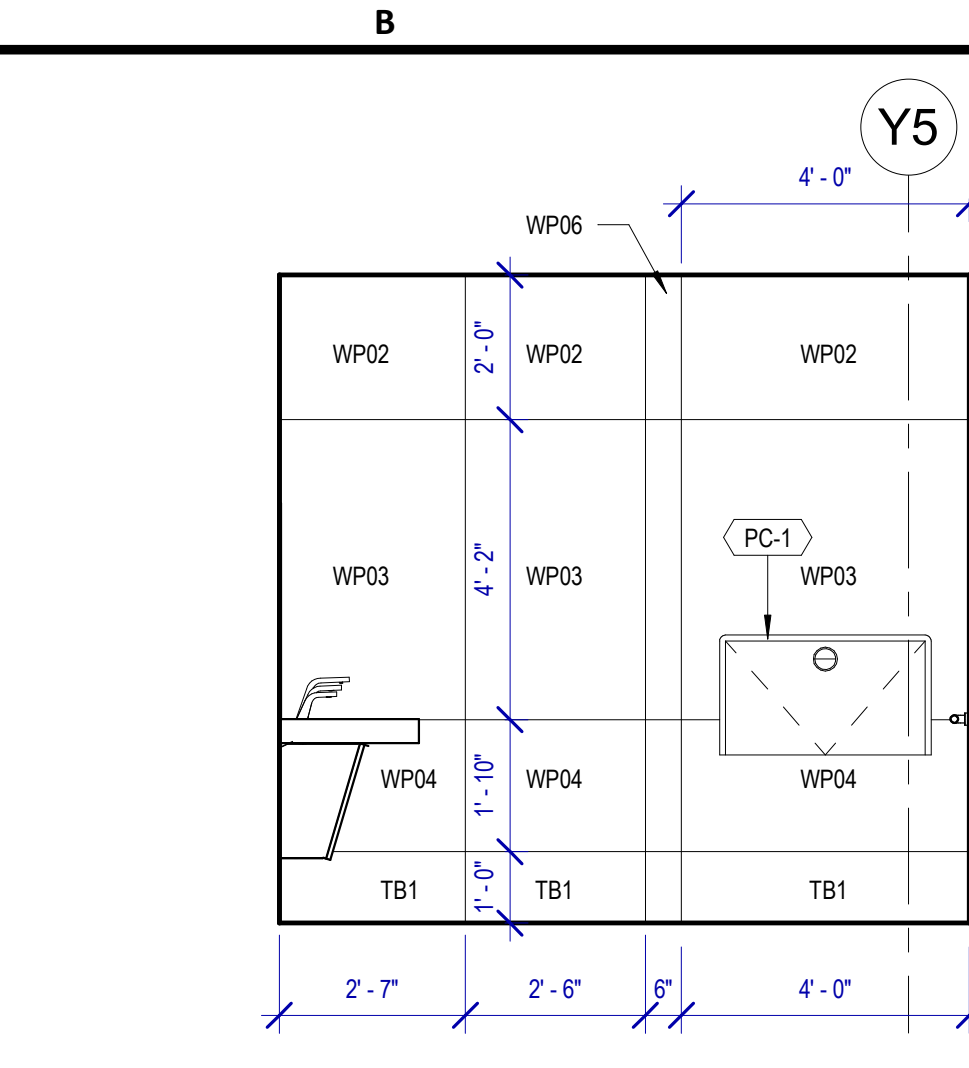 B
Y5
4' - 0"
WP06
WP02
2' - 0"
WP02
WP02
PC-1
WP03
4' - 2"
WP03
WP03
WP04
1' - 10"
WP04
WP04
TB1
1' - 0"
TB1
TB1
2' - 7"
2' - 6"
6"
4' - 0"